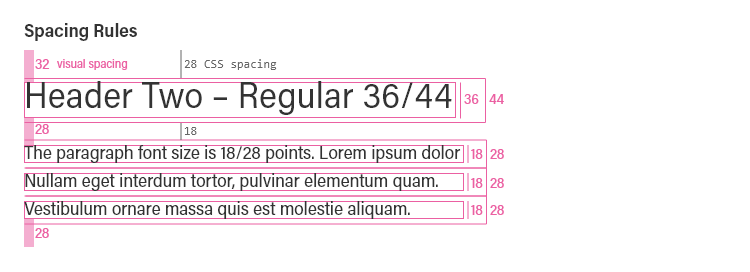 Spacing Rules
32 visual spacing 28 CSS spacing
Header Two – Regular 36/44 36 44
28 18
The paragraph font size is 18/28 points. Lorem ipsum dolor 18 28
Nullam eget interdum tortor, pulvinar elementum quam. 18 28
Vestibulum ornare massa quis est molestie aliquam. 18 28
28